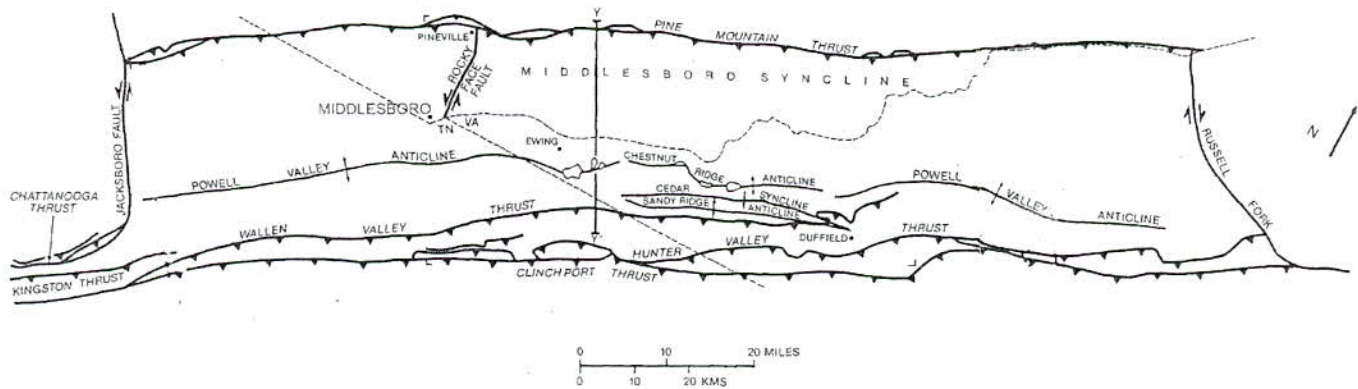 Y
PINE MOUNTAIN THRUST
PINEVILLE
ROCKY
FACE FAULT
MIDDLESBORO SYNCLINE
MIDDLESBORO
TN VA
EWING
JACKSBORO FAULT
RUSSELL
FORK
N
CHESTNUT
RIDGE
ANTICLINE
POWELL VALLEY ANTICLINE
CEDAR
SYNCLINE
SANDY RIDGE
ANTICLINE
POWELL
VALLEY
ANTICLINE
CHATTANOOGA
THRUST
WALLEN VALLEY THRUST
DUFFIELD
HUNTER VALLEY THRUST
CLINCHPORT THRUST
KINGSTON THRUST
0 10 20 MILES
0 10 20 KMS